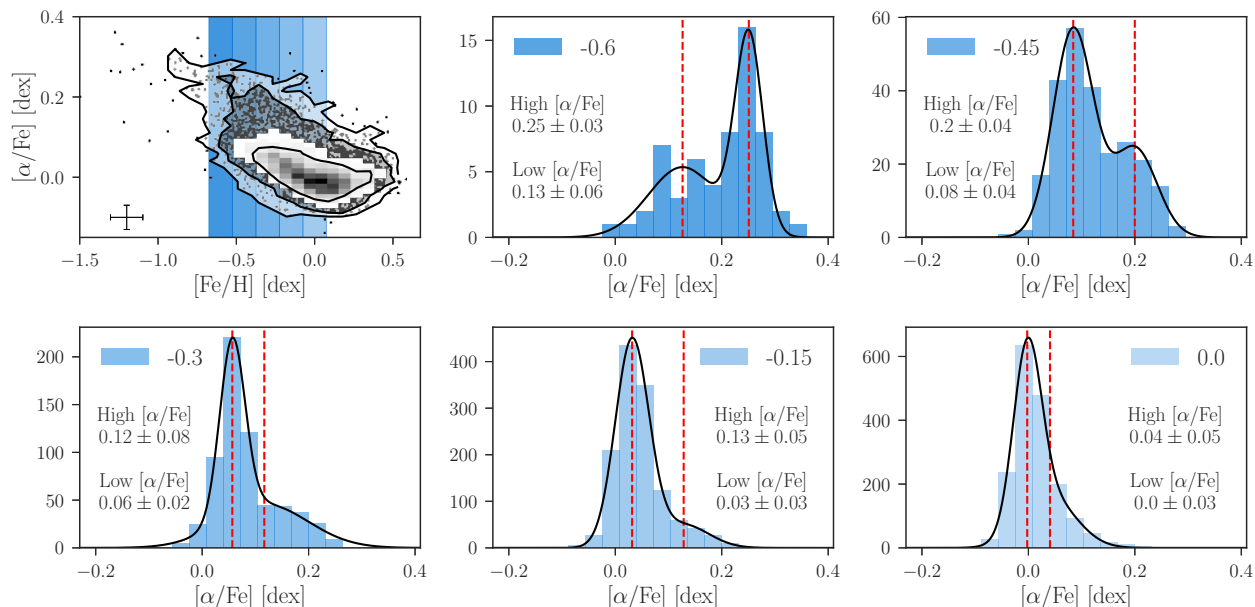 0.4
0.2
0.0
[α/Fe] [dex]
−1.5 −1.0 −0.5 0.0 0.5
[Fe/H] [dex]
15
10
5
0
-0.6
High [α/Fe]
0.25 ± 0.03
Low [α/Fe]
0.13 ± 0.06
−0.2 0.0 0.2 0.4
[α/Fe] [dex]
60
40
20
0
-0.45
High [α/Fe]
0.2 ± 0.04
Low [α/Fe]
0.08 ± 0.04
−0.2 0.0 0.2 0.4
[α/Fe] [dex]
200
150
100
50
0
-0.3
High [α/Fe]
0.12 ± 0.08
Low [α/Fe]
0.06 ± 0.02
−0.2 0.0 0.2 0.4
[α/Fe] [dex]
400
300
200
100
0
-0.15
High [α/Fe]
0.13 ± 0.05
Low [α/Fe]
0.03 ± 0.03
−0.2 0.0 0.2 0.4
[α/Fe] [dex]
600
400
200
0
0.0
High [α/Fe]
0.04 ± 0.05
Low [α/Fe]
0.0 ± 0.03
−0.2 0.0 0.2 0.4
[α/Fe] [dex]